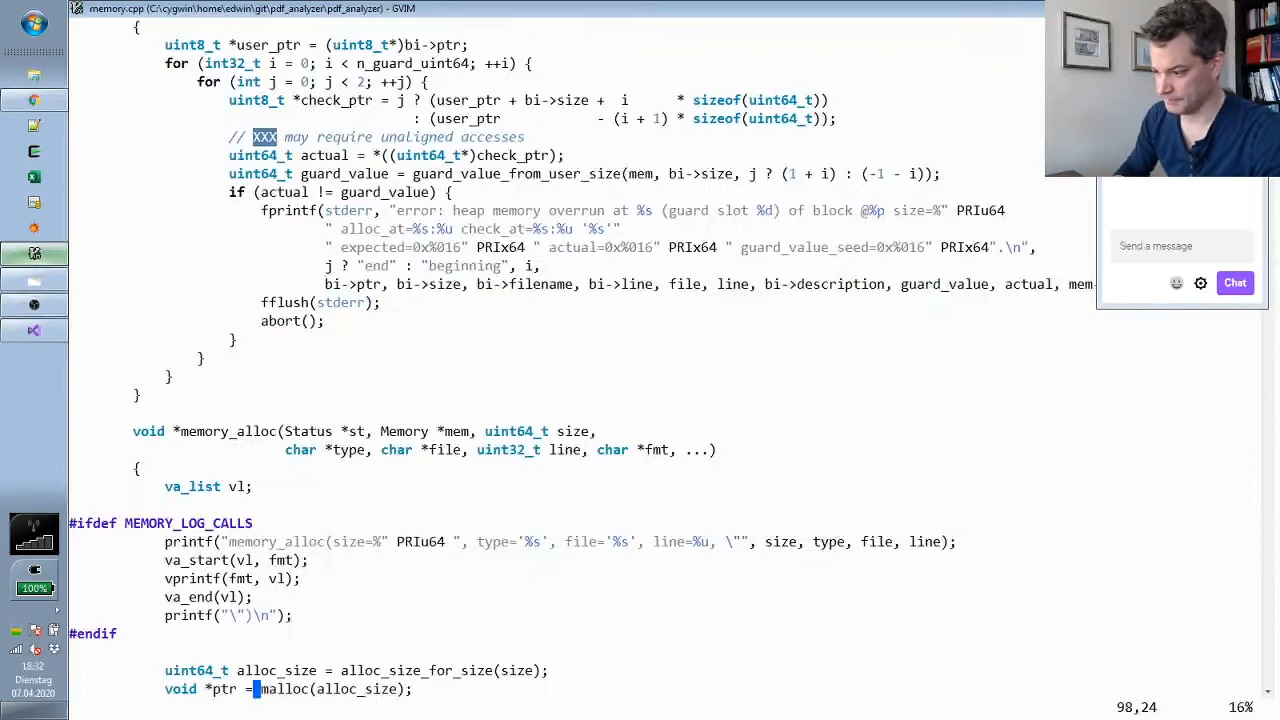 memory.cpp (C:\cygwin\home\edwin\git\pdf_analyzer\pdf_analyzer) - GVIM
{
uint8_t *user_ptr = (uint8_t*)bi->ptr;
for (int32_t i = 0; i < n_guard_uint64; ++i) {
for (int j = 0; j < 2; ++j) {
uint8_t *check_ptr = j ? (user_ptr + bi->size + i * sizeof(uint64_t))
: (user_ptr - (i + 1) * sizeof(uint64_t));
// XXX may require unaligned accesses
uint64_t actual = *((uint64_t*)check_ptr);
uint64_t guard_value = guard_value_from_user_size(mem, bi->size, j ? (1 + i) : (-1 - i));
if (actual != guard_value) {
fprintf(stderr, "error: heap memory overrun at %s (guard slot %d) of block @%p size=%" PRIu64
" alloc_at=%s:%u check_at=%s:%u '%s'"
" expected=0x%016" PRIx64 " actual=0x%016" PRIx64 " guard_value_seed=0x%016" PRIx64".\n",
j ? "end" : "beginning", i,
bi->ptr, bi->size, bi->filename, bi->line, file, line, bi->description, guard_value, actual, mem-
fflush(stderr);
abort();
}
}
}
}
void *memory_alloc(Status *st, Memory *mem, uint64_t size,
char *type, char *file, uint32_t line, char *fmt, ...)
{
va_list vl;
#ifdef MEMORY_LOG_CALLS
printf("memory_alloc(size=%" PRIu64 ", type='%s', file='%s', line=%u, \"", size, type, file, line);
va_start(vl, fmt);
vprintf(fmt, vl);
va_end(vl);
printf("\")\n");
#endif
uint64_t alloc_size = alloc_size_for_size(size);
void *ptr = malloc(alloc_size);
98,24 16%
Send a message
Chat
100%
18:32
Dienstag
07.04.2020